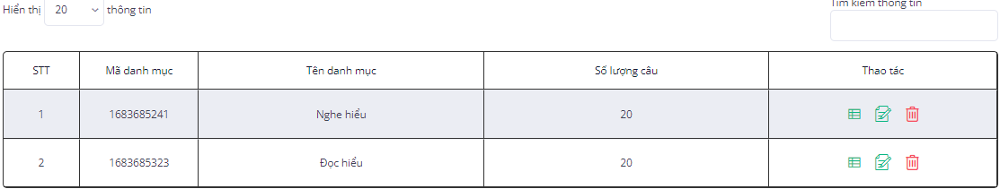 Tìm kiếm thông tin
Hiển thị 20 thông tin
STT Mã danh mục Tên danh mục Số lượng câu Thao tác
1 1683685241 Nghe hiểu 20
2 1683685323 Đọc hiểu 20